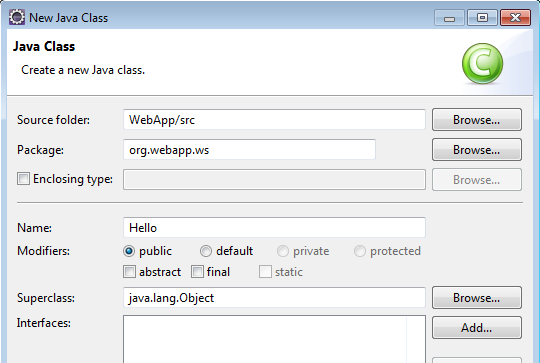 New Java Class
Java Class
Create a new Java class.
C
Source folder: WebApp/src Browse...
Package: org.webapp.ws Browse...
Enclosing type: Browse...
Name: Hello
Modifiers: public default private protected
abstract final static
Superclass: java.lang.Object Browse...
Interfaces: Add...